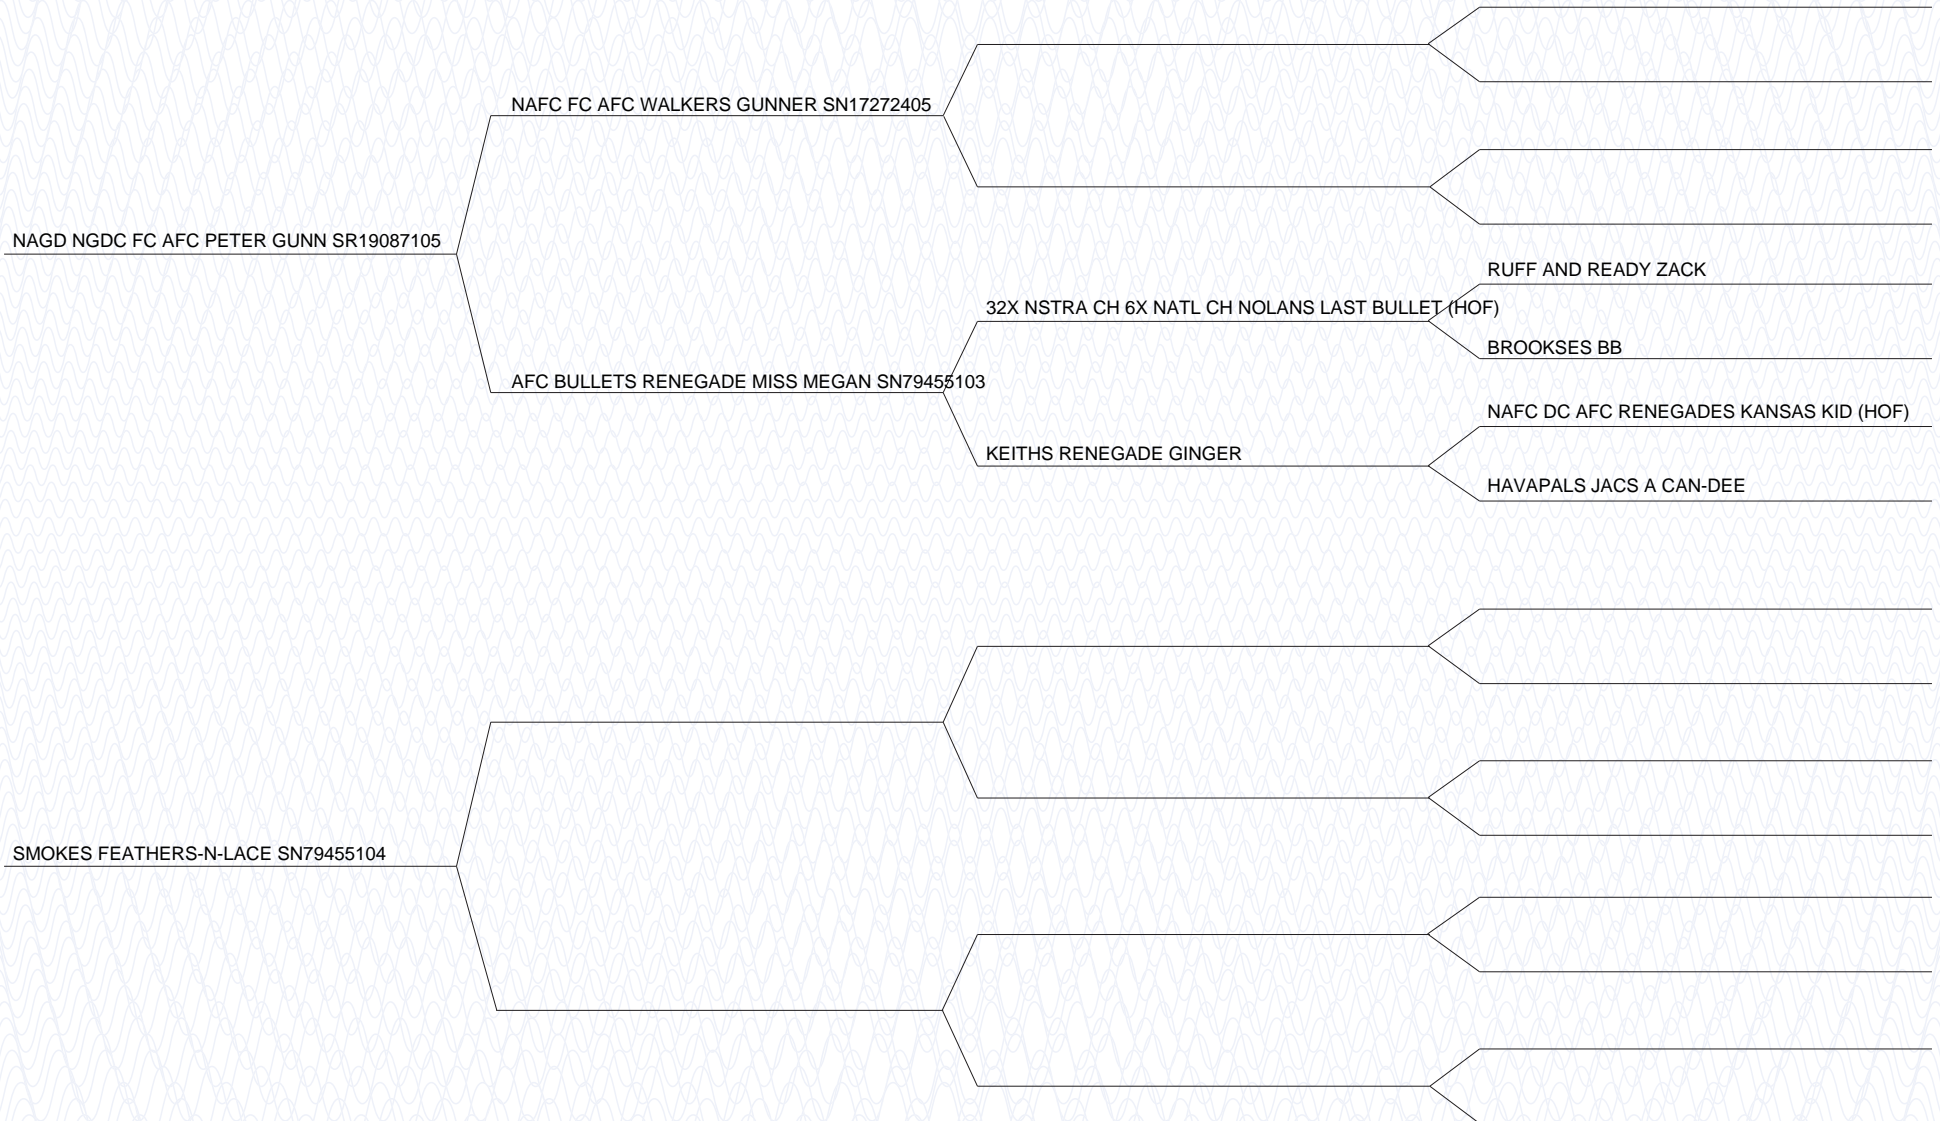 NAFC FC AFC WALKERS GUNNER SN17272405
NAGD NGDC FC AFC PETER GUNN SR19087105
RUFF AND READY ZACK
32X NSTRA CH 6X NATL CH NOLANS LAST BULLET (HOF)
BROOKSES BB
AFC BULLETS RENEGADE MISS MEGAN SN79455103
NAFC DC AFC RENEGADES KANSAS KID (HOF)
KEITHS RENEGADE GINGER
HAVAPALS JACS A CAN-DEE
SMOKES FEATHERS-N-LACE SN79455104